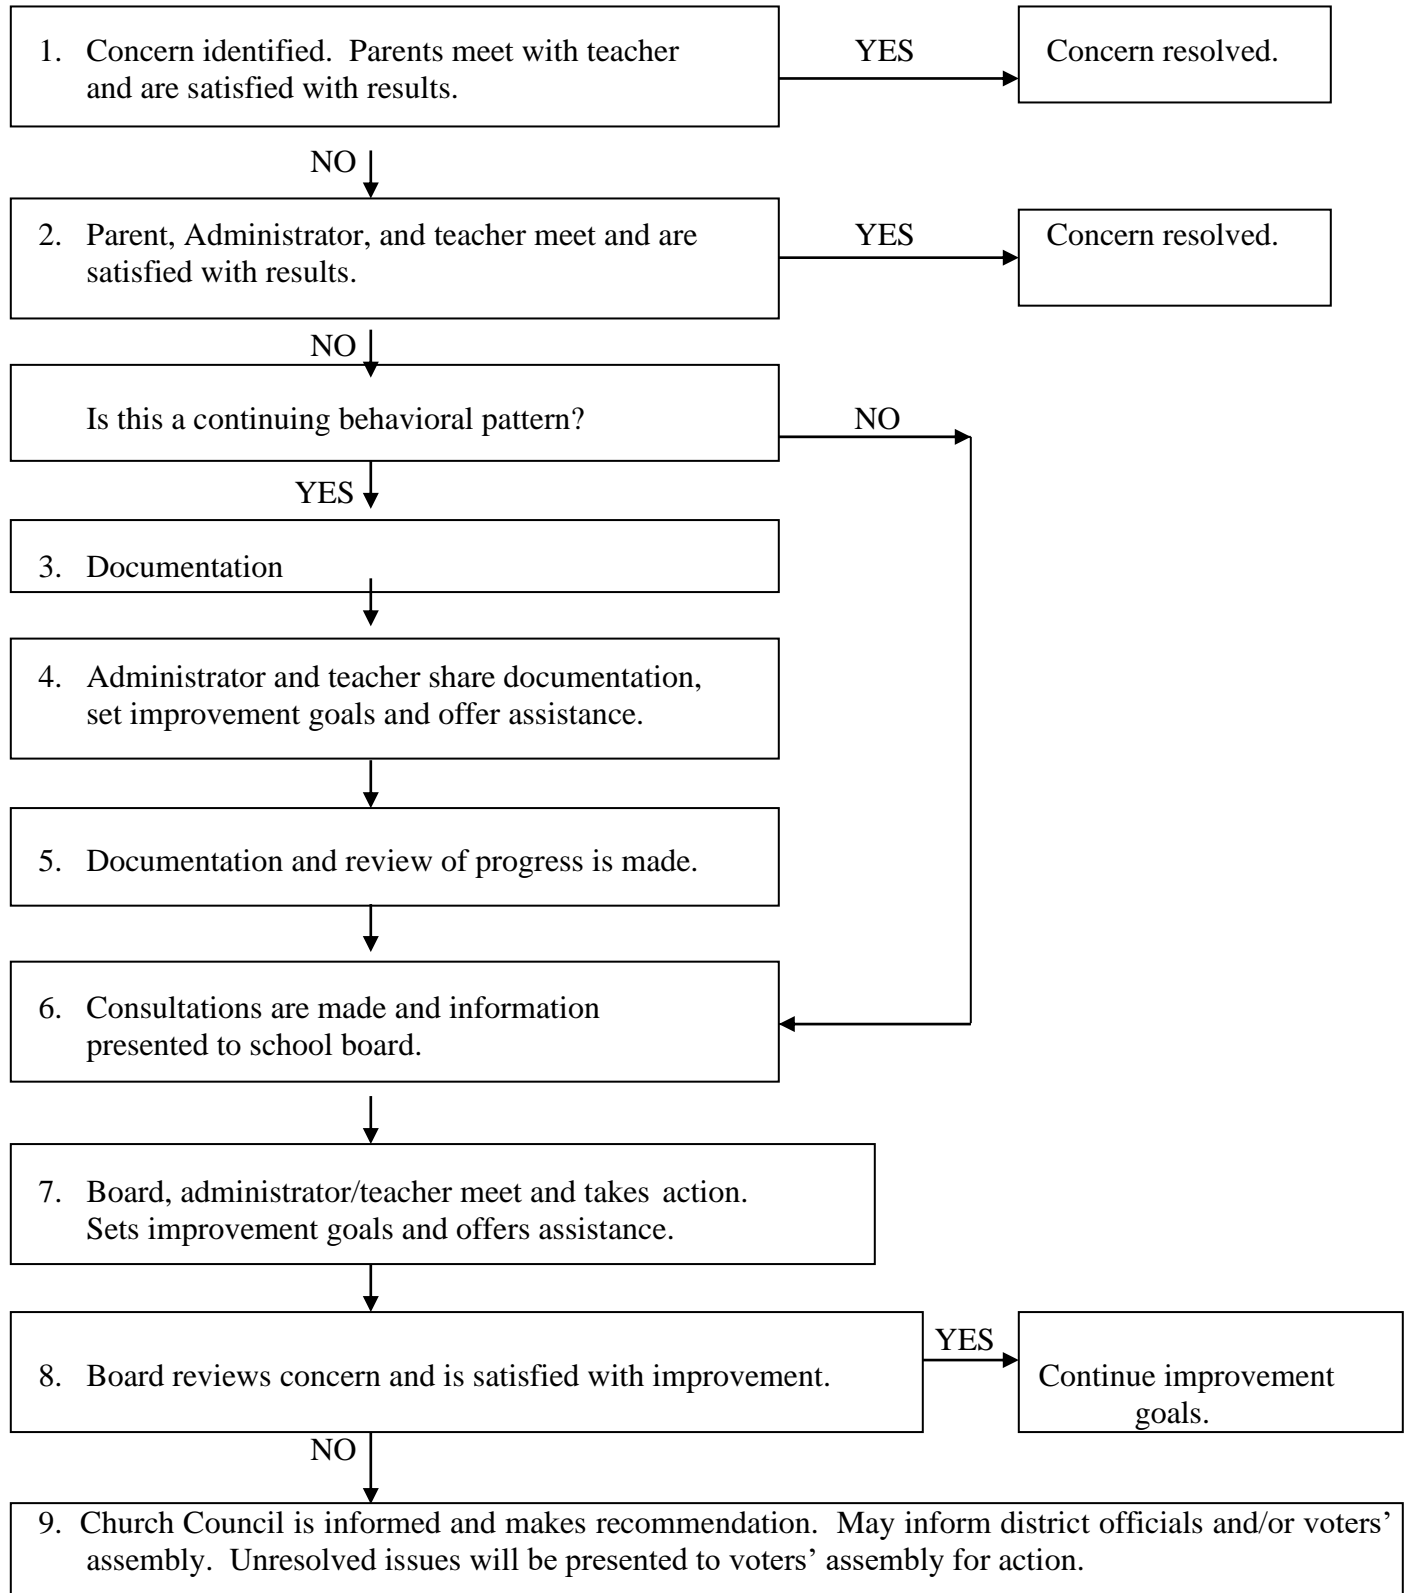 1. Concern identified. Parents meet with teacher
and are satisfied with results.
YES
Concern resolved.
NO
2. Parent, Administrator, and teacher meet and are
satisfied with results.
YES
Concern resolved.
NO
Is this a continuing behavioral pattern?
NO
YES
3. Documentation
4. Administrator and teacher share documentation,
set improvement goals and offer assistance.
5. Documentation and review of progress is made.
6. Consultations are made and information
presented to school board.
7. Board, administrator/teacher meet and takes action.
Sets improvement goals and offers assistance.
8. Board reviews concern and is satisfied with improvement.
YES
Continue improvement
goals.
NO
9. Church Council is informed and makes recommendation. May inform district officials and/or voters’
assembly. Unresolved issues will be presented to voters’ assembly for action.